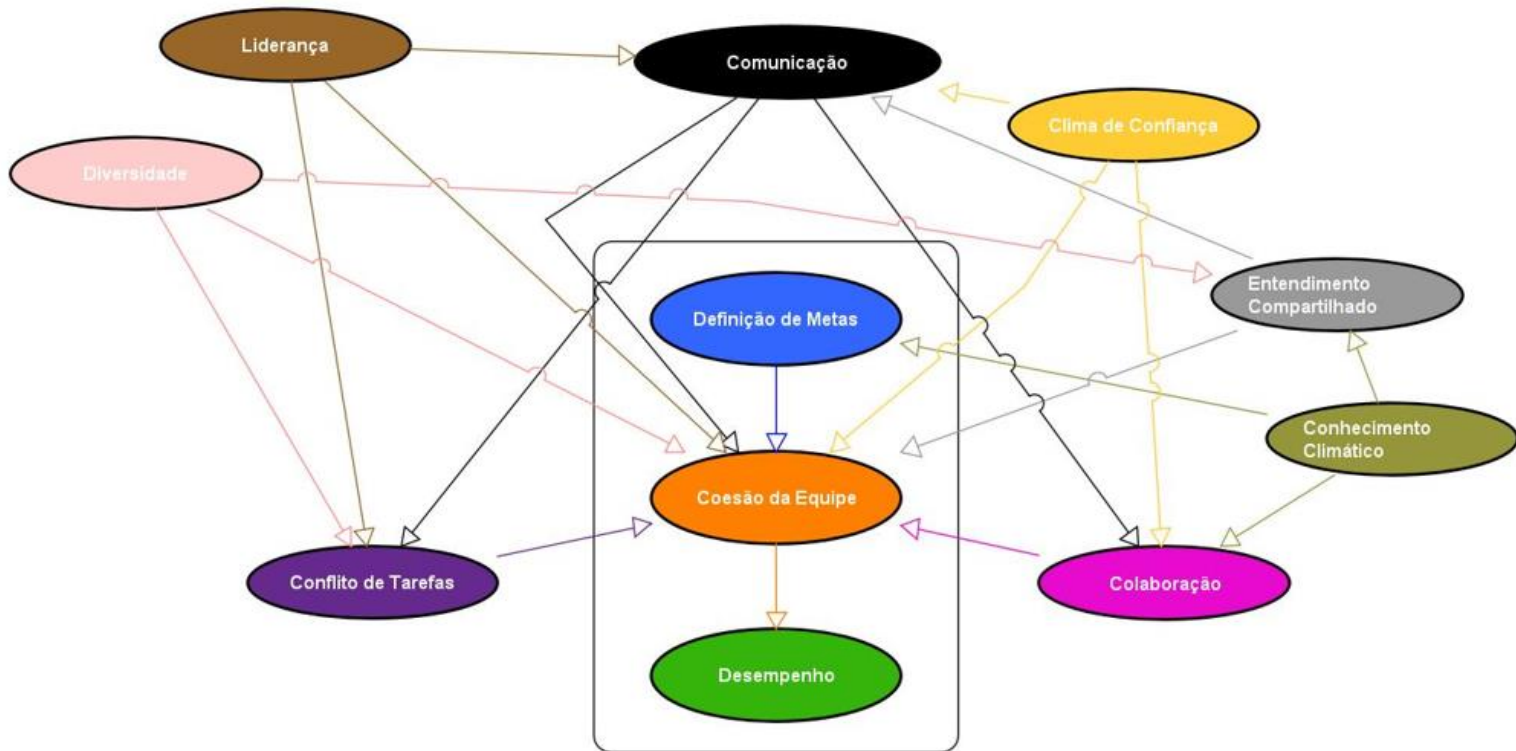 Liderança
Comunicação
Clima de Confiança
Diversidade
Entendimento
Compartilhado
Definição de Metas
Conhecimento
Climático
Coesão da Equipe
Conflito de Tarefas
Colaboração
Desempenho